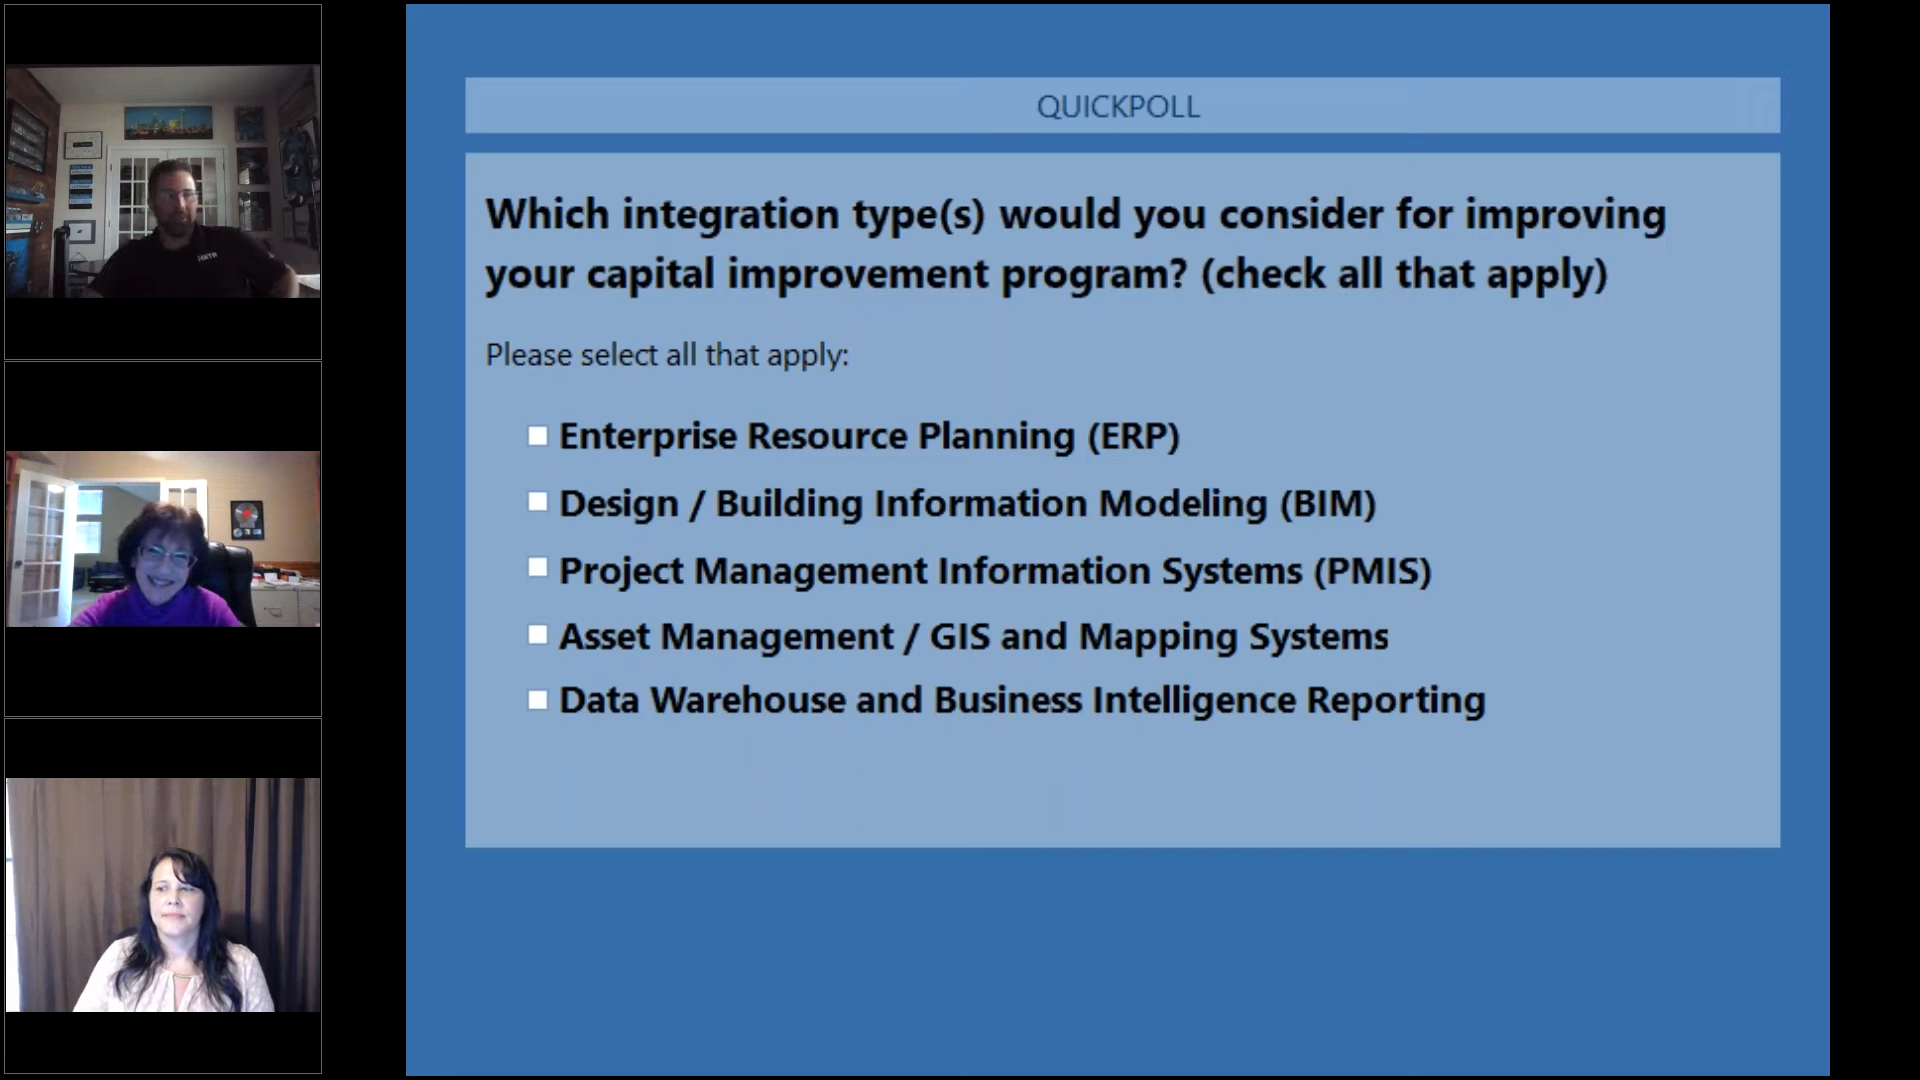 QUICKPOLL
Which integration type(s) would you consider for improving
your capital improvement program? (check all that apply)
Please select all that apply:
Enterprise Resource Planning (ERP)
Design / Building Information Modeling (BIM)
Project Management Information Systems (PMIS)
Asset Management / GIS and Mapping Systems
Data Warehouse and Business Intelligence Reporting
HNTB